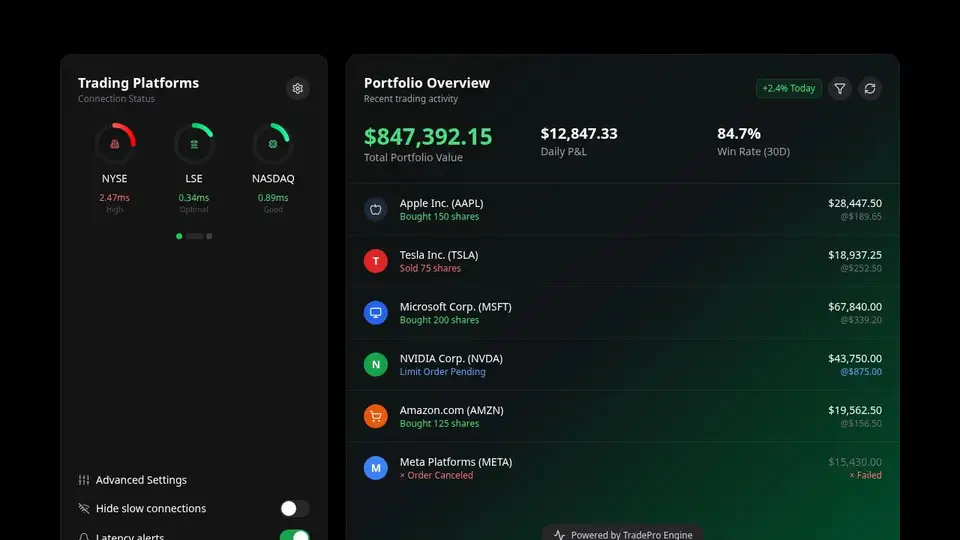 Trading Platforms
Connection Status
NYSE
2.47ms
High
LSE
0.34ms
Optimal
NASDAQ
0.89ms
Good
Advanced Settings
Hide slow connections
Latency alerts
Portfolio Overview
Recent trading activity
+2.4% Today
$847,392.15
Total Portfolio Value
$12,847.33
Daily P&L
84.7%
Win Rate (30D)
Apple Inc. (AAPL)
Bought 150 shares
$28,447.50
@$189.65
T
Tesla Inc. (TSLA)
Sold 75 shares
$18,937.25
@$252.50
Microsoft Corp. (MSFT)
Bought 200 shares
$67,840.00
@$339.20
N
NVIDIA Corp. (NVDA)
Limit Order Pending
$43,750.00
@$875.00
Amazon.com (AMZN)
Bought 125 shares
$19,562.50
@$156.50
M
Meta Platforms (META)
× Order Canceled
$15,430.00
× Failed
Powered by TradePro Engine